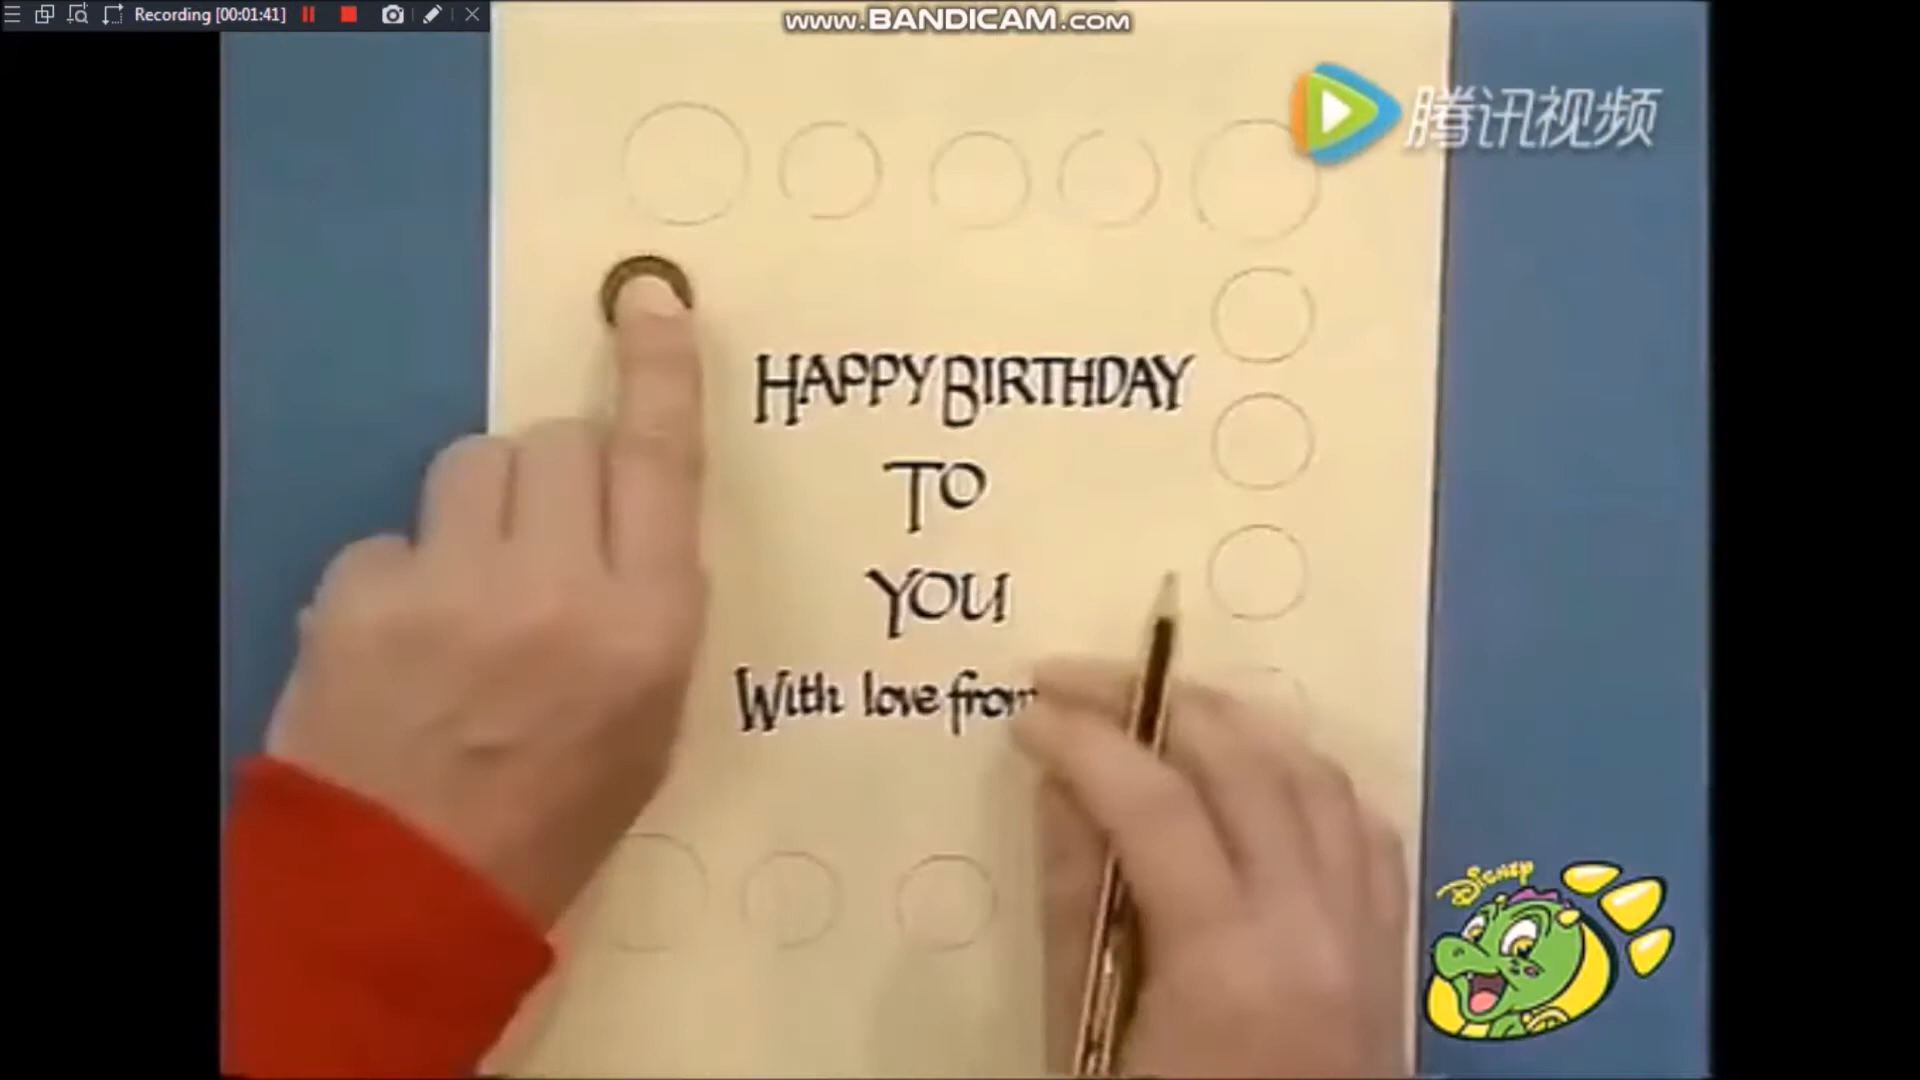 Recording [00:01:41]
www.BANDICAM.com
腾讯视频
HAPPY BIRTHDAY
TO
YOU
With love from
Disney